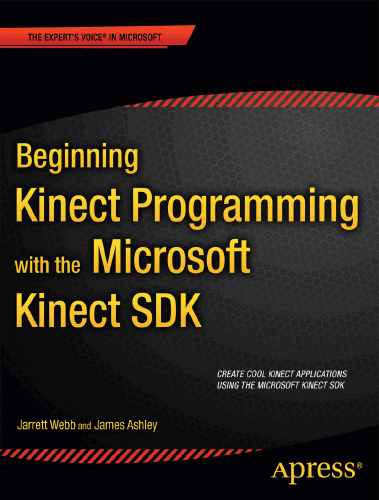 THE EXPERT'S VOICE® IN MICROSOFT
Beginning
Kinect Programming
with the Microsoft
Kinect SDK
CREATE COOL KINECT APPLICATIONS
USING THE MICROSOFT KINECT SDK
Jarrett Webb and James Ashley
Apress®